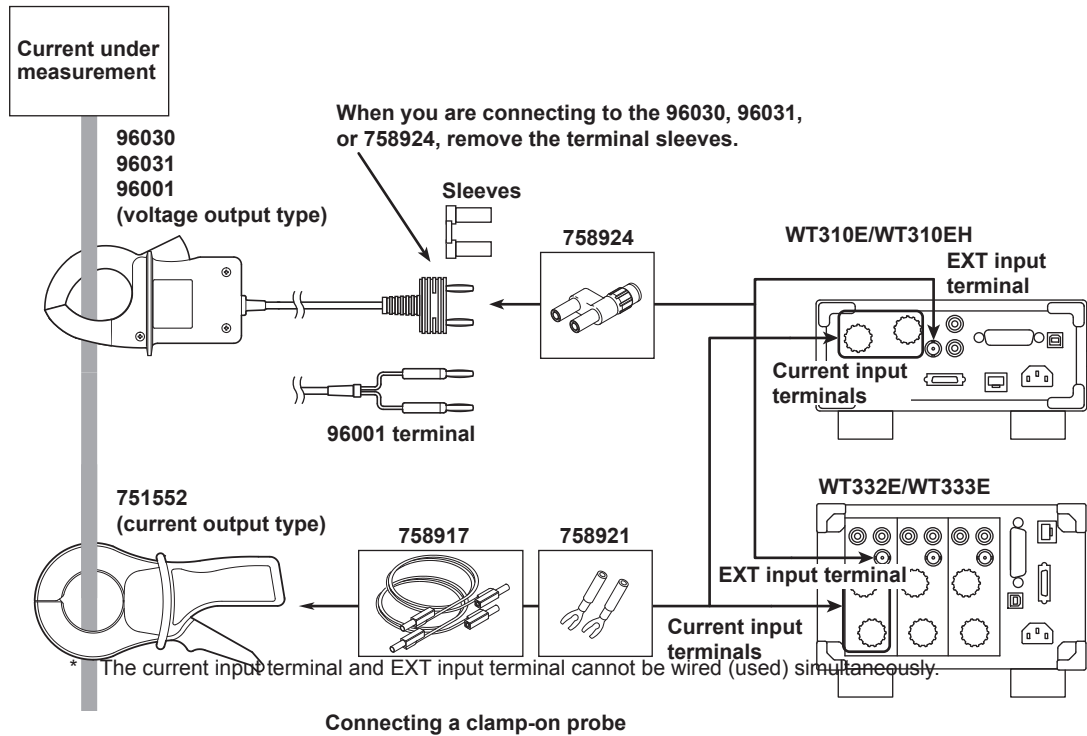 Current under
measurement
When you are connecting to the 96030, 96031,
or 758924, remove the terminal sleeves.
96030
96031
96001
(voltage output type)
Sleeves
758924
WT310E/WT310EH
EXT input
terminal
Current input
terminals
96001 terminal
751552
(current output type)
758917
758921
WT332E/WT333E
EXT input terminal
Current input
terminals
* The current input terminal and EXT input terminal cannot be wired (used) simultaneously.
Connecting a clamp-on probe